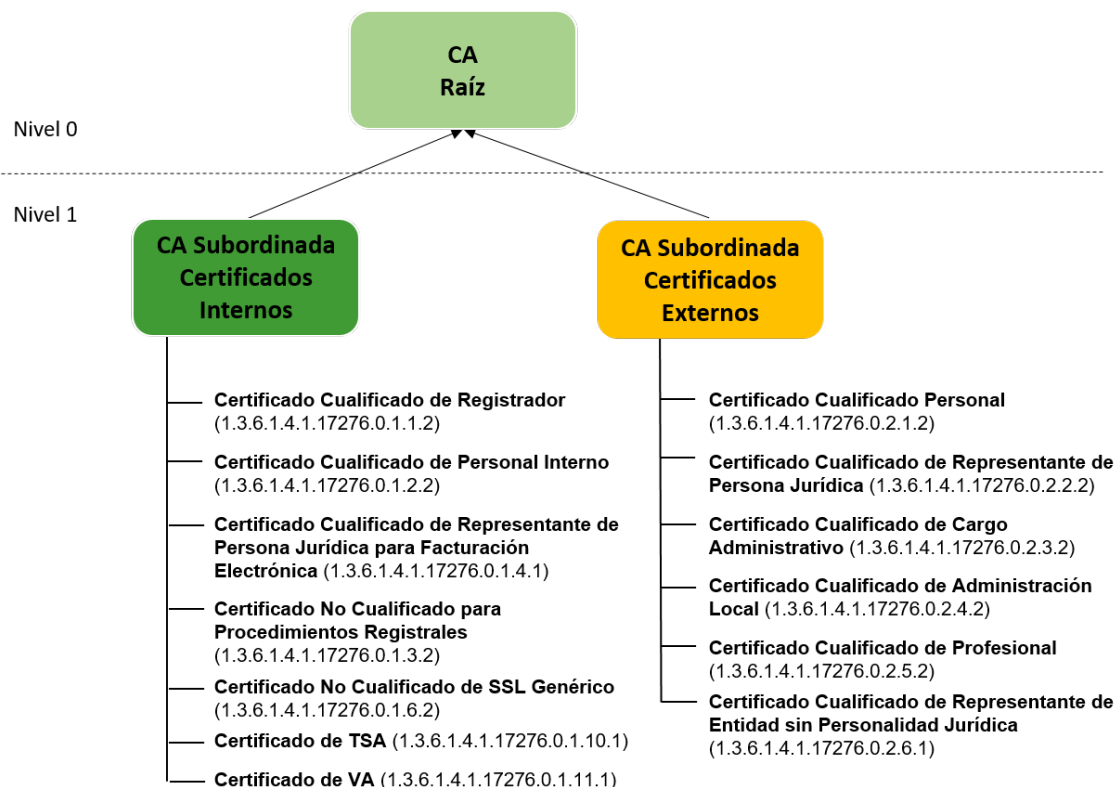 CA
Raíz
Nivel 0
Nivel 1
CA Subordinada
Certificados
Internos
Certificado Cualificado de Registrador
(1.3.6.1.4.1.17276.0.1.1.2)
Certificado Cualificado de Personal Interno
(1.3.6.1.4.1.17276.0.1.2.2)
Certificado Cualificado de Representante de
Persona Jurídica para Facturación
Electrónica (1.3.6.1.4.1.17276.0.1.4.1)
Certificado No Cualificado para
Procedimientos Registrales
(1.3.6.1.4.1.17276.0.1.3.2)
Certificado No Cualificado de SSL Genérico
(1.3.6.1.4.1.17276.0.1.6.2)
Certificado de TSA (1.3.6.1.4.1.17276.0.1.10.1)
Certificado de VA (1.3.6.1.4.1.17276.0.1.11.1)
CA Subordinada
Certificados
Externos
Certificado Cualificado Personal
(1.3.6.1.4.1.17276.0.2.1.2)
Certificado Cualificado de Representante de
Persona Jurídica (1.3.6.1.4.1.17276.0.2.2.2)
Certificado Cualificado de Cargo
Administrativo (1.3.6.1.4.1.17276.0.2.3.2)
Certificado Cualificado de Administración
Local (1.3.6.1.4.1.17276.0.2.4.2)
Certificado Cualificado de Profesional
(1.3.6.1.4.1.17276.0.2.5.2)
Certificado Cualificado de Representante de
Entidad sin Personalidad Jurídica
(1.3.6.1.4.1.17276.0.2.6.1)